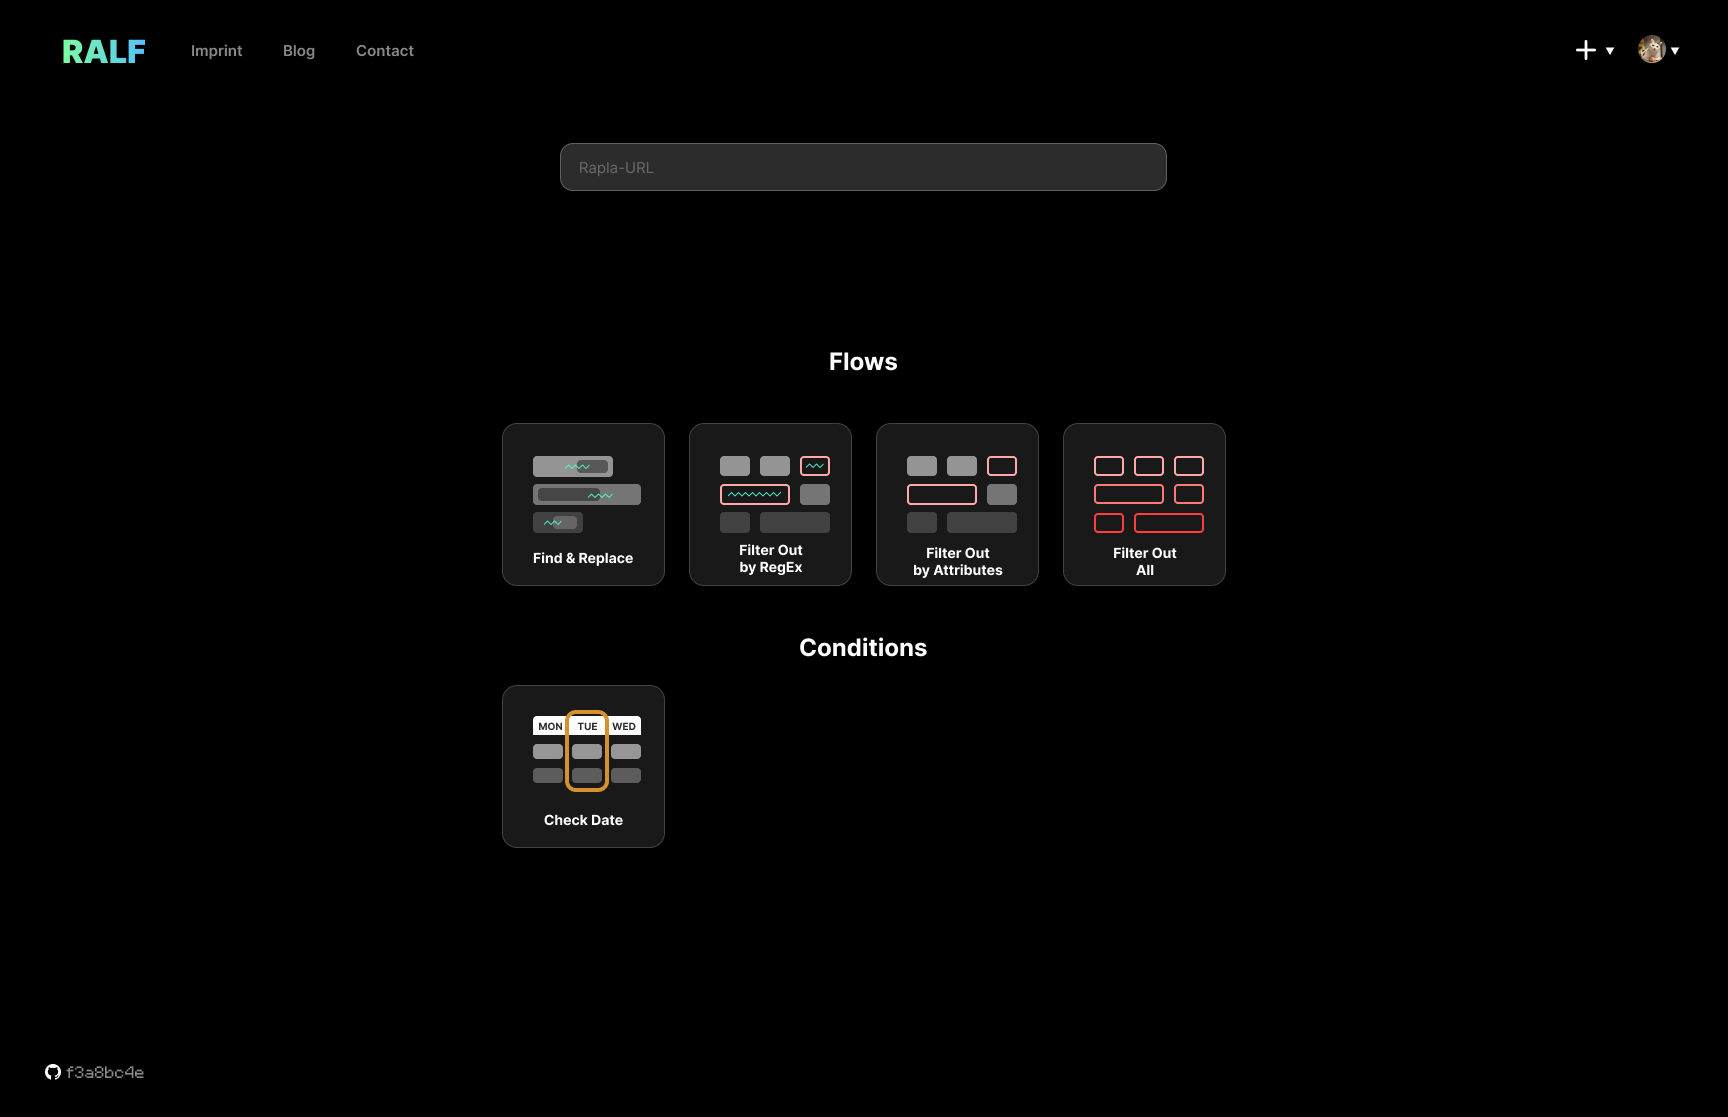 RALF
Imprint
Blog
Contact
Rapla-URL
Flows
Find & Replace
Filter Out
by RegEx
Filter Out
by Attributes
Filter Out
All
Conditions
MON TUE WED
Check Date
f3a8bc4e